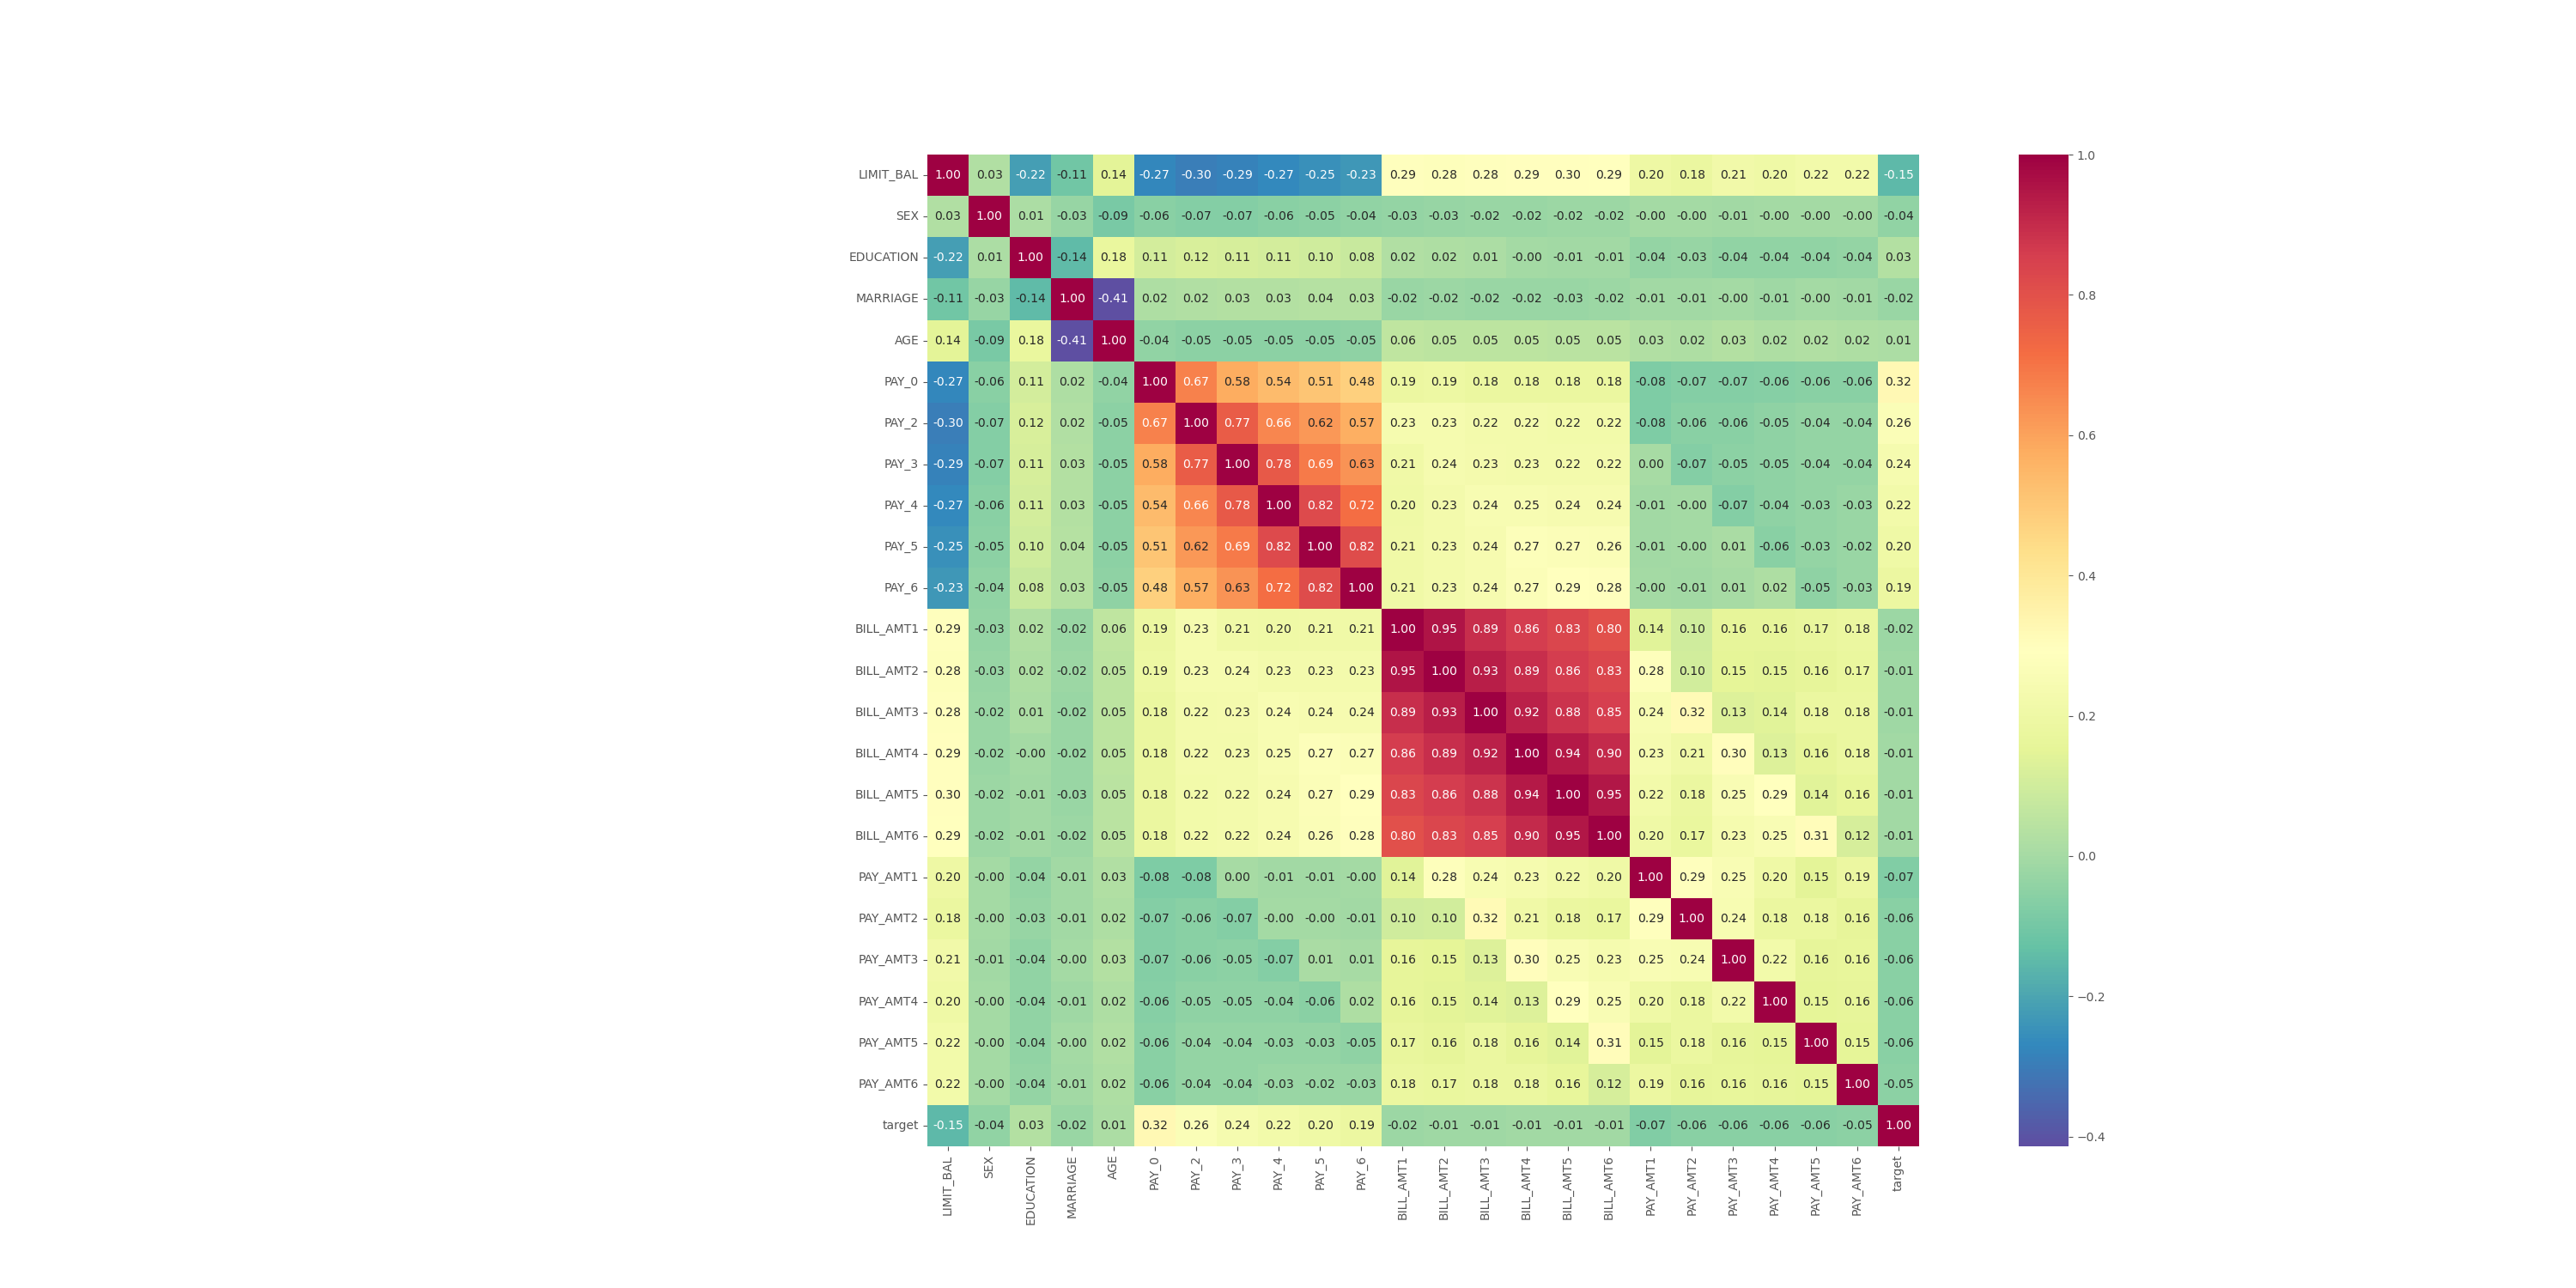 LIMIT_BAL 1.00 0.03 -0.22 -0.11 0.14 -0.27 -0.30 -0.29 -0.27 -0.25 -0.23 0.29 0.28 0.28 0.29 0.30 0.29 0.20 0.18 0.21 0.20 0.22 0.22 -0.15 1.0
SEX 0.03 1.00 0.01 -0.03 -0.09 -0.06 -0.07 -0.07 -0.06 -0.05 -0.04 -0.03 -0.03 -0.02 -0.02 -0.02 -0.02 -0.00 -0.00 -0.01 -0.00 -0.00 -0.00 -0.04
EDUCATION -0.22 0.01 1.00 -0.14 0.18 0.11 0.12 0.11 0.11 0.10 0.08 0.02 0.02 0.01 -0.00 -0.01 -0.01 -0.04 -0.03 -0.04 -0.04 -0.04 -0.04 0.03
MARRIAGE -0.11 -0.03 -0.14 1.00 -0.41 0.02 0.02 0.03 0.03 0.04 0.03 -0.02 -0.02 -0.02 -0.02 -0.03 -0.02 -0.01 -0.01 -0.00 -0.01 -0.00 -0.01 -0.02 0.8
AGE 0.14 -0.09 0.18 -0.41 1.00 -0.04 -0.05 -0.05 -0.05 -0.05 -0.05 0.06 0.05 0.05 0.05 0.05 0.05 0.03 0.02 0.03 0.02 0.02 0.02 0.01
PAY_0 -0.27 -0.06 0.11 0.02 -0.04 1.00 0.67 0.58 0.54 0.51 0.48 0.19 0.19 0.18 0.18 0.18 0.18 -0.08 -0.07 -0.07 -0.06 -0.06 -0.06 0.32
PAY_2 -0.30 -0.07 0.12 0.02 -0.05 0.67 1.00 0.77 0.66 0.62 0.57 0.23 0.23 0.22 0.22 0.22 0.22 -0.08 -0.06 -0.06 -0.05 -0.04 -0.04 0.26 0.6
PAY_3 -0.29 -0.07 0.11 0.03 -0.05 0.58 0.77 1.00 0.78 0.69 0.63 0.21 0.24 0.23 0.23 0.22 0.22 0.00 -0.07 -0.05 -0.05 -0.04 -0.04 0.24
PAY_4 -0.27 -0.06 0.11 0.03 -0.05 0.54 0.66 0.78 1.00 0.82 0.72 0.20 0.23 0.24 0.25 0.24 0.24 -0.01 -0.00 -0.07 -0.04 -0.03 -0.03 0.22
PAY_5 -0.25 -0.05 0.10 0.04 -0.05 0.51 0.62 0.69 0.82 1.00 0.82 0.21 0.23 0.24 0.27 0.27 0.26 -0.01 -0.00 0.01 -0.06 -0.03 -0.02 0.20
PAY_6 -0.23 -0.04 0.08 0.03 -0.05 0.48 0.57 0.63 0.72 0.82 1.00 0.21 0.23 0.24 0.27 0.29 0.28 -0.00 -0.01 0.01 0.02 -0.05 -0.03 0.19 0.4
BILL_AMT1 0.29 -0.03 0.02 -0.02 0.06 0.19 0.23 0.21 0.20 0.21 0.21 1.00 0.95 0.89 0.86 0.83 0.80 0.14 0.10 0.16 0.16 0.17 0.18 -0.02
BILL_AMT2 0.28 -0.03 0.02 -0.02 0.05 0.19 0.23 0.24 0.23 0.23 0.23 0.95 1.00 0.93 0.89 0.86 0.83 0.28 0.10 0.15 0.15 0.16 0.17 -0.01
BILL_AMT3 0.28 -0.02 0.01 -0.02 0.05 0.18 0.22 0.23 0.24 0.24 0.24 0.89 0.93 1.00 0.92 0.88 0.85 0.24 0.32 0.13 0.14 0.18 0.18 -0.01 0.2
BILL_AMT4 0.29 -0.02 -0.00 -0.02 0.05 0.18 0.22 0.23 0.25 0.27 0.27 0.86 0.89 0.92 1.00 0.94 0.90 0.23 0.21 0.30 0.13 0.16 0.18 -0.01
BILL_AMT5 0.30 -0.02 -0.01 -0.03 0.05 0.18 0.22 0.22 0.24 0.27 0.29 0.83 0.86 0.88 0.94 1.00 0.95 0.22 0.18 0.25 0.29 0.14 0.16 -0.01
BILL_AMT6 0.29 -0.02 -0.01 -0.02 0.05 0.18 0.22 0.22 0.24 0.26 0.28 0.80 0.83 0.85 0.90 0.95 1.00 0.20 0.17 0.23 0.25 0.31 0.12 -0.01 0.0
PAY_AMT1 0.20 -0.00 -0.04 -0.01 0.03 -0.08 -0.08 0.00 -0.01 -0.01 -0.00 0.14 0.28 0.24 0.23 0.22 0.20 1.00 0.29 0.25 0.20 0.15 0.19 -0.07
PAY_AMT2 0.18 -0.00 -0.03 -0.01 0.02 -0.07 -0.06 -0.07 -0.00 -0.00 -0.01 0.10 0.10 0.32 0.21 0.18 0.17 0.29 1.00 0.24 0.18 0.18 0.16 -0.06
PAY_AMT3 0.21 -0.01 -0.04 -0.00 0.03 -0.07 -0.06 -0.05 -0.07 0.01 0.01 0.16 0.15 0.13 0.30 0.25 0.23 0.25 0.24 1.00 0.22 0.16 0.16 -0.06
PAY_AMT4 0.20 -0.00 -0.04 -0.01 0.02 -0.06 -0.05 -0.05 -0.04 -0.06 0.02 0.16 0.15 0.14 0.13 0.29 0.25 0.20 0.18 0.22 1.00 0.15 0.16 -0.06 −0.2
PAY_AMT5 0.22 -0.00 -0.04 -0.00 0.02 -0.06 -0.04 -0.04 -0.03 -0.03 -0.05 0.17 0.16 0.18 0.16 0.14 0.31 0.15 0.18 0.16 0.15 1.00 0.15 -0.06
PAY_AMT6 0.22 -0.00 -0.04 -0.01 0.02 -0.06 -0.04 -0.04 -0.03 -0.02 -0.03 0.18 0.17 0.18 0.18 0.16 0.12 0.19 0.16 0.16 0.16 0.15 1.00 -0.05
target -0.15 -0.04 0.03 -0.02 0.01 0.32 0.26 0.24 0.22 0.20 0.19 -0.02 -0.01 -0.01 -0.01 -0.01 -0.01 -0.07 -0.06 -0.06 -0.06 -0.06 -0.05 1.00 −0.4
LIMIT_BAL
SEX
EDUCATION
MARRIAGE
AGE
PAY_0
PAY_2
PAY_3
PAY_4
PAY_5
PAY_6
BILL_AMT1
BILL_AMT2
BILL_AMT3
BILL_AMT4
BILL_AMT5
BILL_AMT6
PAY_AMT1
PAY_AMT2
PAY_AMT3
PAY_AMT4
PAY_AMT5
PAY_AMT6
target